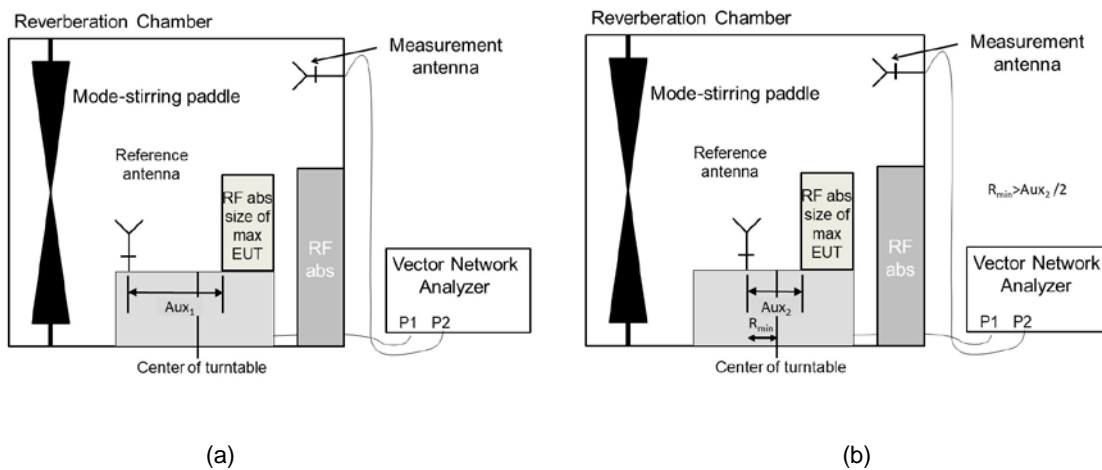 Reverberation Chamber
Measurement
antenna
Mode-stirring paddle
Reference
antenna
RF abs
size of
max
EUT
RF
abs
Vector Network
Analyzer
P1 P2
Aux₁
Center of turntable
(a)
Reverberation Chamber
Measurement
antenna
Mode-stirring paddle
Reference
antenna
RF abs
size of
max
EUT
Rmin>Aux₂ /2
RF
abs
Vector Network
Analyzer
P1 P2
Aux₂
Rmin
Center of turntable
(b)